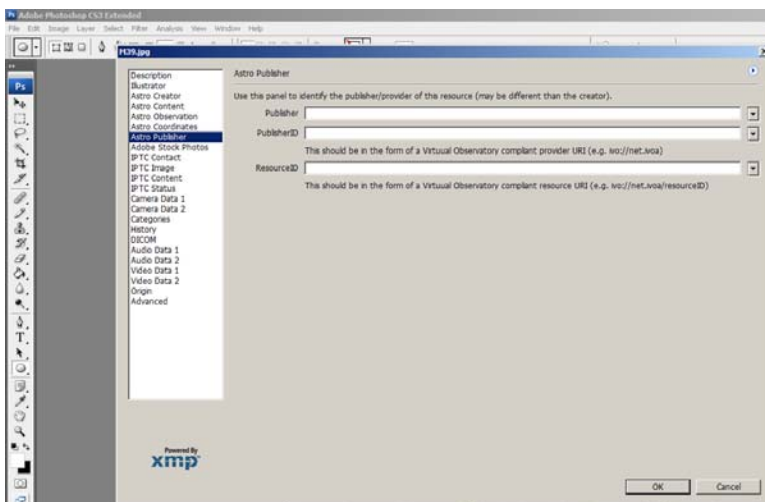 Adobe Photoshop CS3 Extended
File Edit Image Layer Select Filter Analysis View Window Help
M39.jpg
Ps
Description
Illustrator
Astro Creator
Astro Content
Astro Observation
Astro Coordinates
Astro Publisher
Adobe Stock Photos
IPTC Contact
IPTC Image
IPTC Content
IPTC Status
Camera Data 1
Camera Data 2
Categories
History
DICOM
Audio Data 1
Audio Data 2
Video Data 1
Video Data 2
Origin
Advanced
Astro Publisher
Use this panel to identify the publisher/provider of this resource (may be different than the creator).
Publisher
PublisherID
This should be in the form of a Virtuual Observatory compliant provider URI (e.g. ivo://net.ivoa)
ResourceID
This should be in the form of a Virtuual Observatory compliant resource URI (e.g. ivo://net.ivoa/resourceID)
Powered By
xmp
OK Cancel